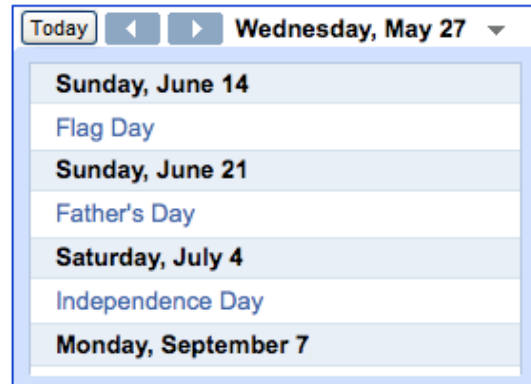 Today Wednesday, May 27
Sunday, June 14
Flag Day
Sunday, June 21
Father's Day
Saturday, July 4
Independence Day
Monday, September 7